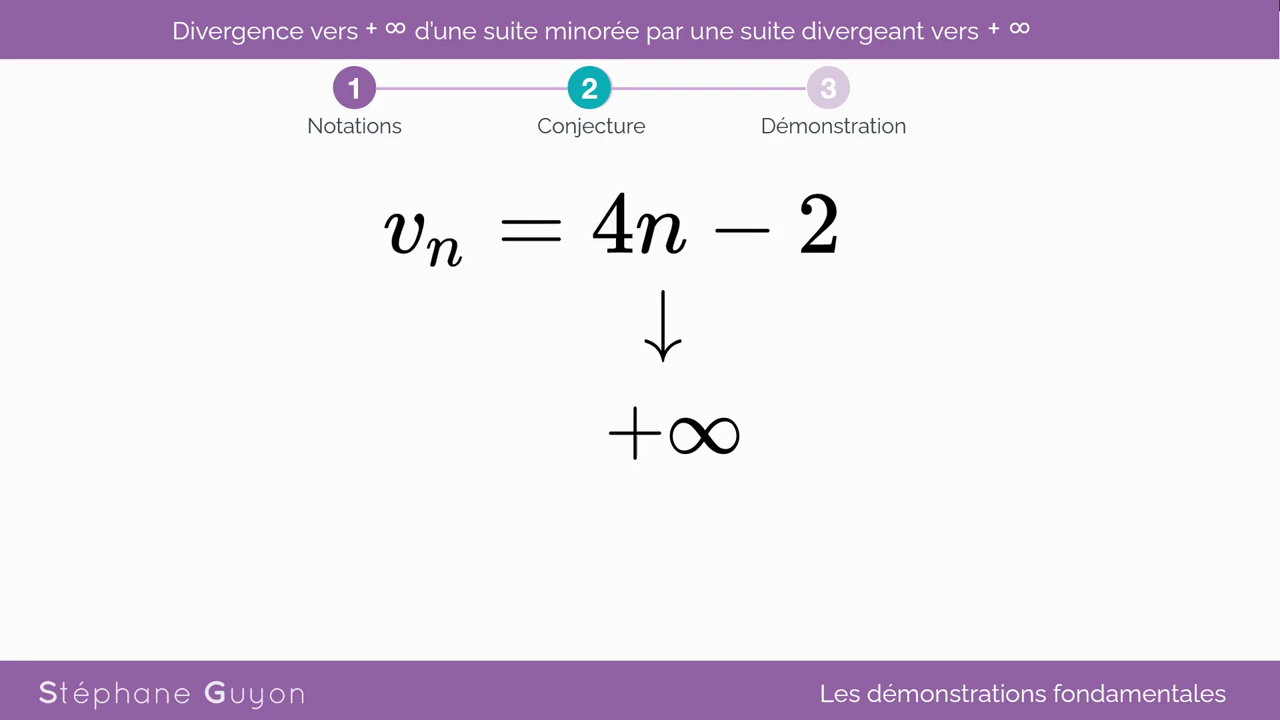 Divergence vers + ∞ d’une suite minorée par une suite divergeant vers + ∞
1 2 3
Notations Conjecture Démonstration
vₙ = 4n − 2
↓
+∞
Stéphane Guyon Les démonstrations fondamentales